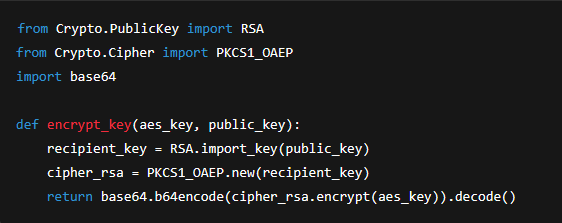 from Crypto.PublicKey import RSA
from Crypto.Cipher import PKCS1_OAEP
import base64

def encrypt_key(aes_key, public_key):
    recipient_key = RSA.import_key(public_key)
    cipher_rsa = PKCS1_OAEP.new(recipient_key)
    return base64.b64encode(cipher_rsa.encrypt(aes_key)).decode()